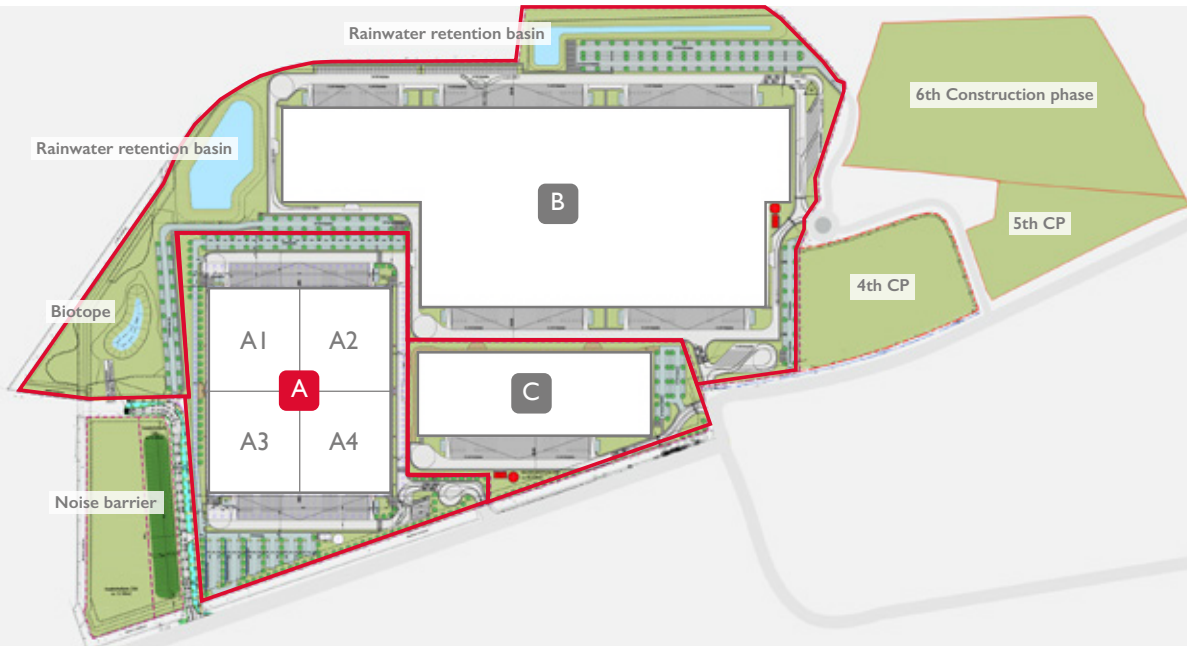 Rainwater retention basin
6th Construction phase
Rainwater retention basin
B
5th CP
4th CP
Biotope
A1
A2
A
C
A3
A4
Noise barrier